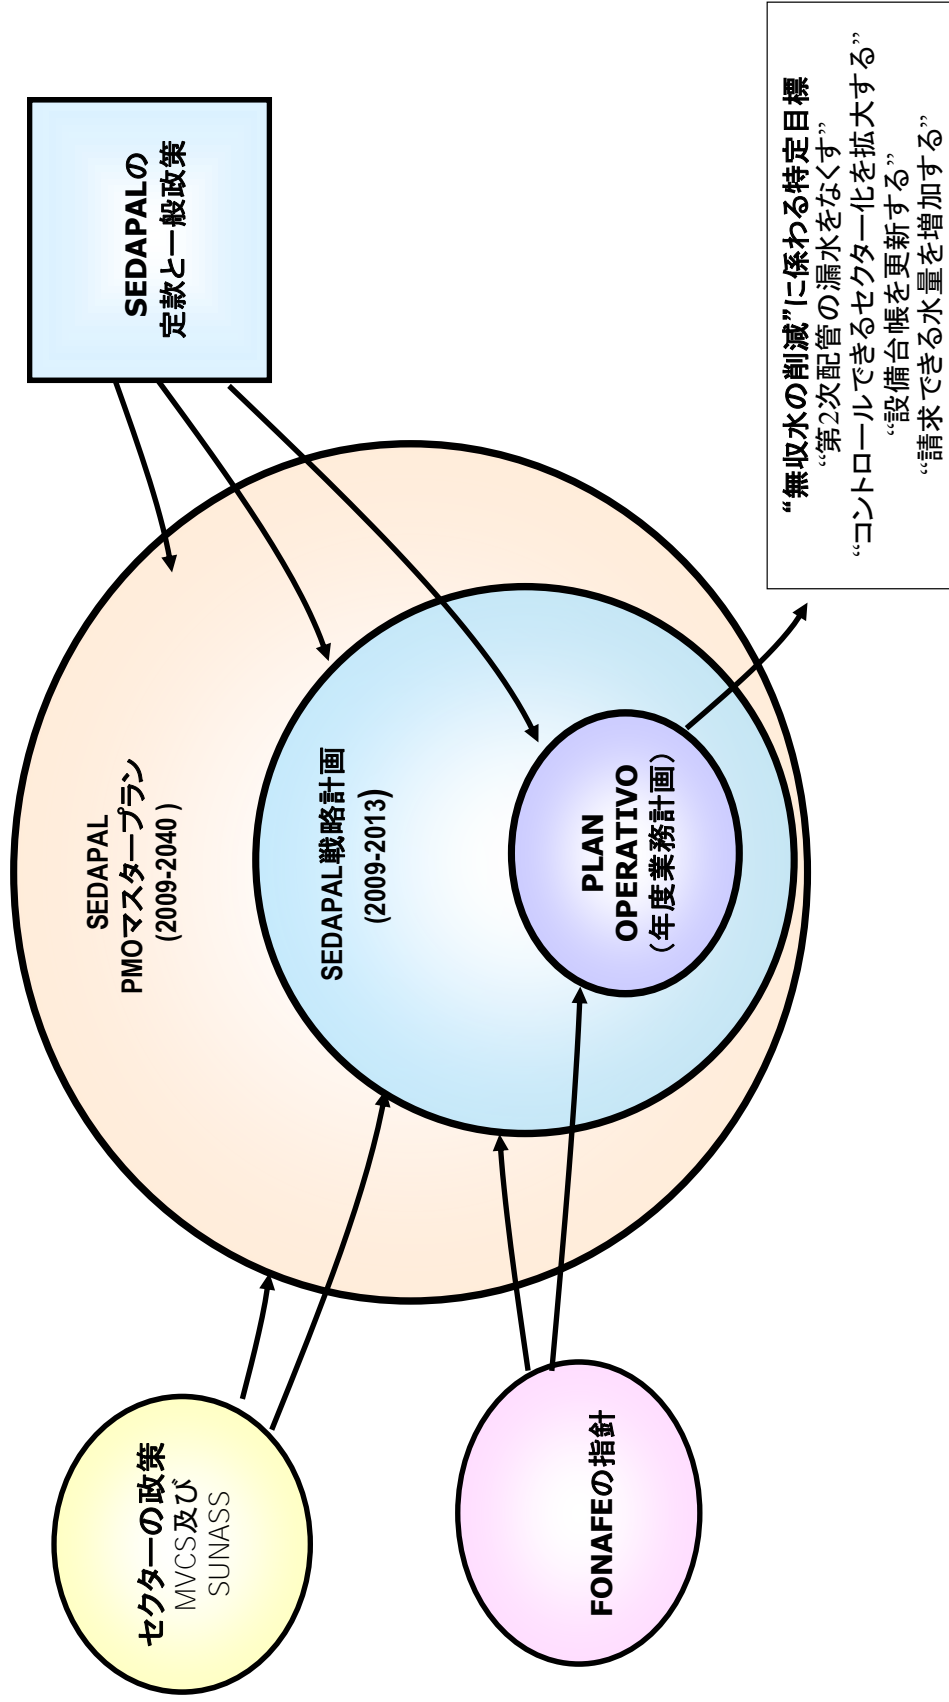 セクターの政策
MVCS及び
SUNASS
FONAFEの指針
SEDAPAL
PMOマスタープラン
(2009-2040 )
SEDAPAL戦略計画
(2009-2013)
PLAN
OPERATIVO
（年度業務計画）
SEDAPALの
定款と一般政策
“無収水の削減”に係わる特定目標
“第2次配管の漏水をなくす”
“コントロールできるセクター化を拡大する”
“設備台帳を更新する”
“請求できる水量を増加する”